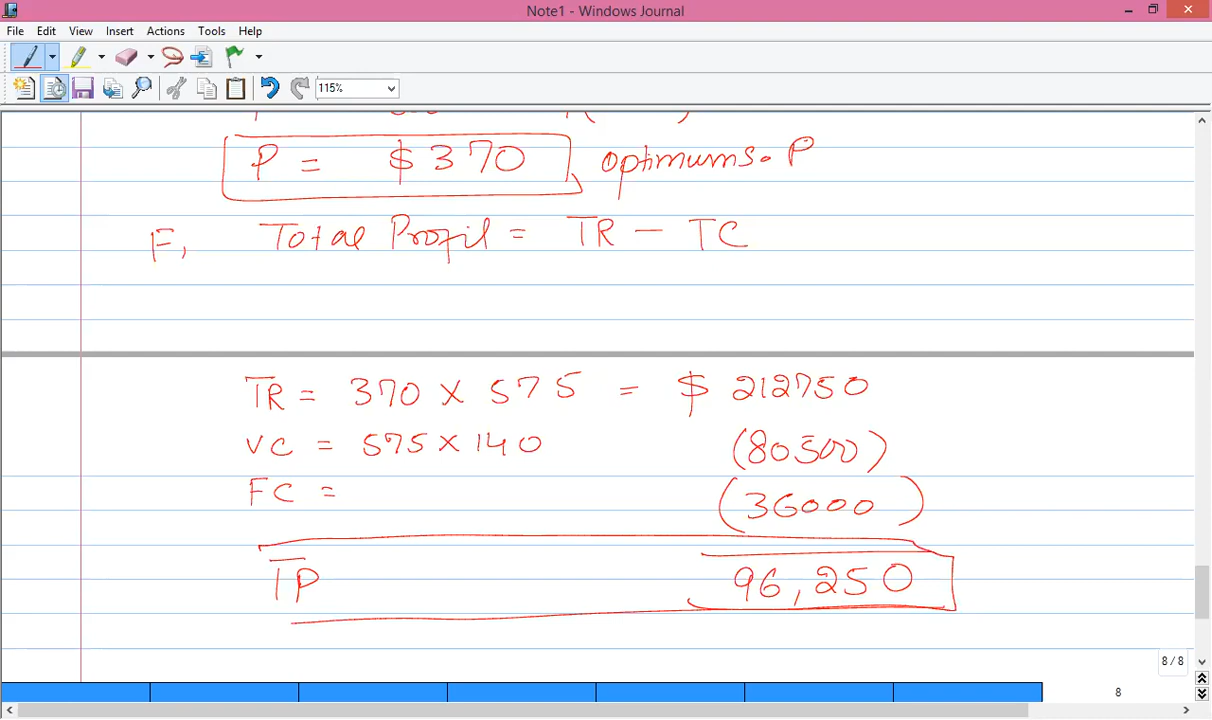 Note1 - Windows Journal
File Edit View Insert Actions Tools Help
115%
P = $ 370 optimums. P
F, Total Profit = TR - TC
TR = 370 X 575 = $ 212750
VC = 575 X 140 (80500)
FC = (36000)
TP 96,250
8 / 8
8